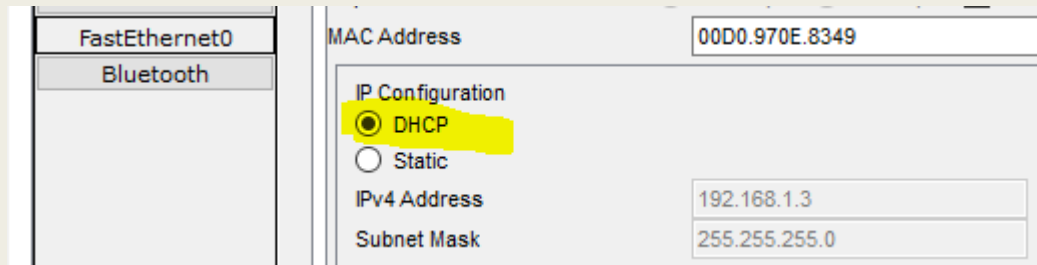 FastEthernet0
Bluetooth
MAC Address
00D0.970E.8349
IP Configuration
DHCP
Static
IPv4 Address
192.168.1.3
Subnet Mask
255.255.255.0